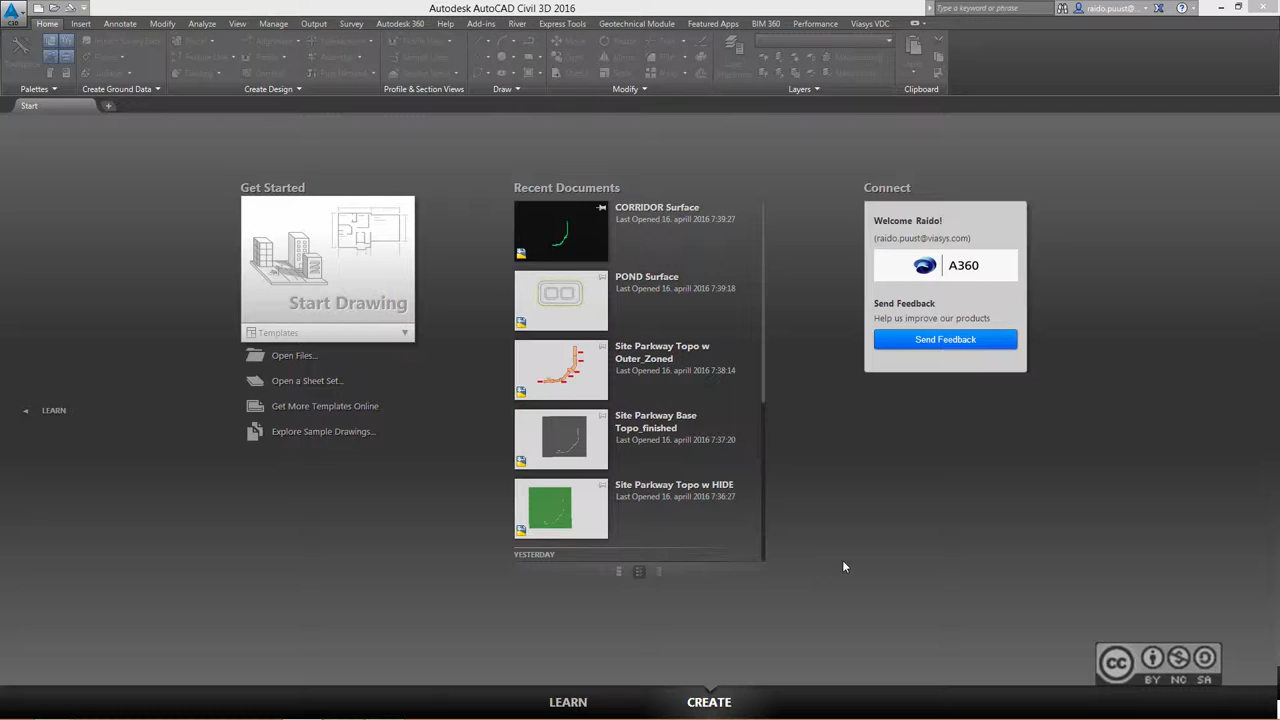 Autodesk AutoCAD Civil 3D 2016
Type a keyword or phrase
raido.puust@...
C3D
Home Insert Annotate Modify Analyze View Manage Output Survey Autodesk 360 Help Add-ins River Express Tools Geotechnical Module Featured Apps BIM 360 Performance Viasys VDC
Palettes Create Ground Data Create Design Profile & Section Views Draw Modify Layers Clipboard
Start
Get Started
Start Drawing
Templates
Open Files...
Open a Sheet Set...
Get More Templates Online
Explore Sample Drawings...
LEARN
Recent Documents
CORRIDOR Surface
Last Opened 16. aprill 2016 7:39:27
POND Surface
Last Opened 16. aprill 2016 7:39:18
Site Parkway Topo w
Outer_Zoned
Last Opened 16. aprill 2016 7:38:14
Site Parkway Base
Topo_finished
Last Opened 16. aprill 2016 7:37:20
Site Parkway Topo w HIDE
Last Opened 16. aprill 2016 7:36:27
YESTERDAY
Connect
Welcome Raido!
(raido.puust@viasys.com)
A360
Send Feedback
Help us improve our products
Send Feedback
cc BY NC SA
LEARN CREATE